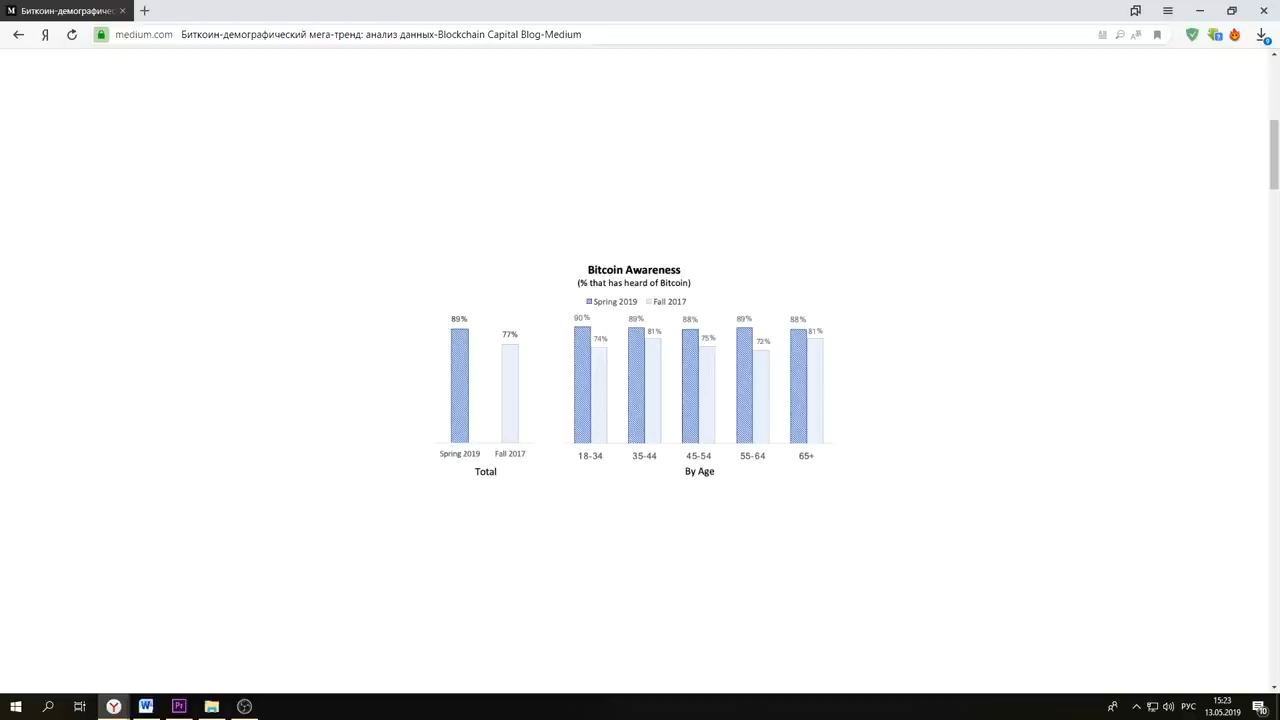 Биткоин-демографичес
medium.com Биткоин-демографический мега-тренд: анализ данных-Blockchain Capital Blog-Medium
Bitcoin Awareness
(% that has heard of Bitcoin)
Spring 2019 Fall 2017
89% 77%
90% 74% 89% 81% 88% 75% 89% 72% 88% 81%
Spring 2019 Fall 2017
18-34 35-44 45-54 55-64 65+
Total By Age
РУС
15:23
13.05.2019
10